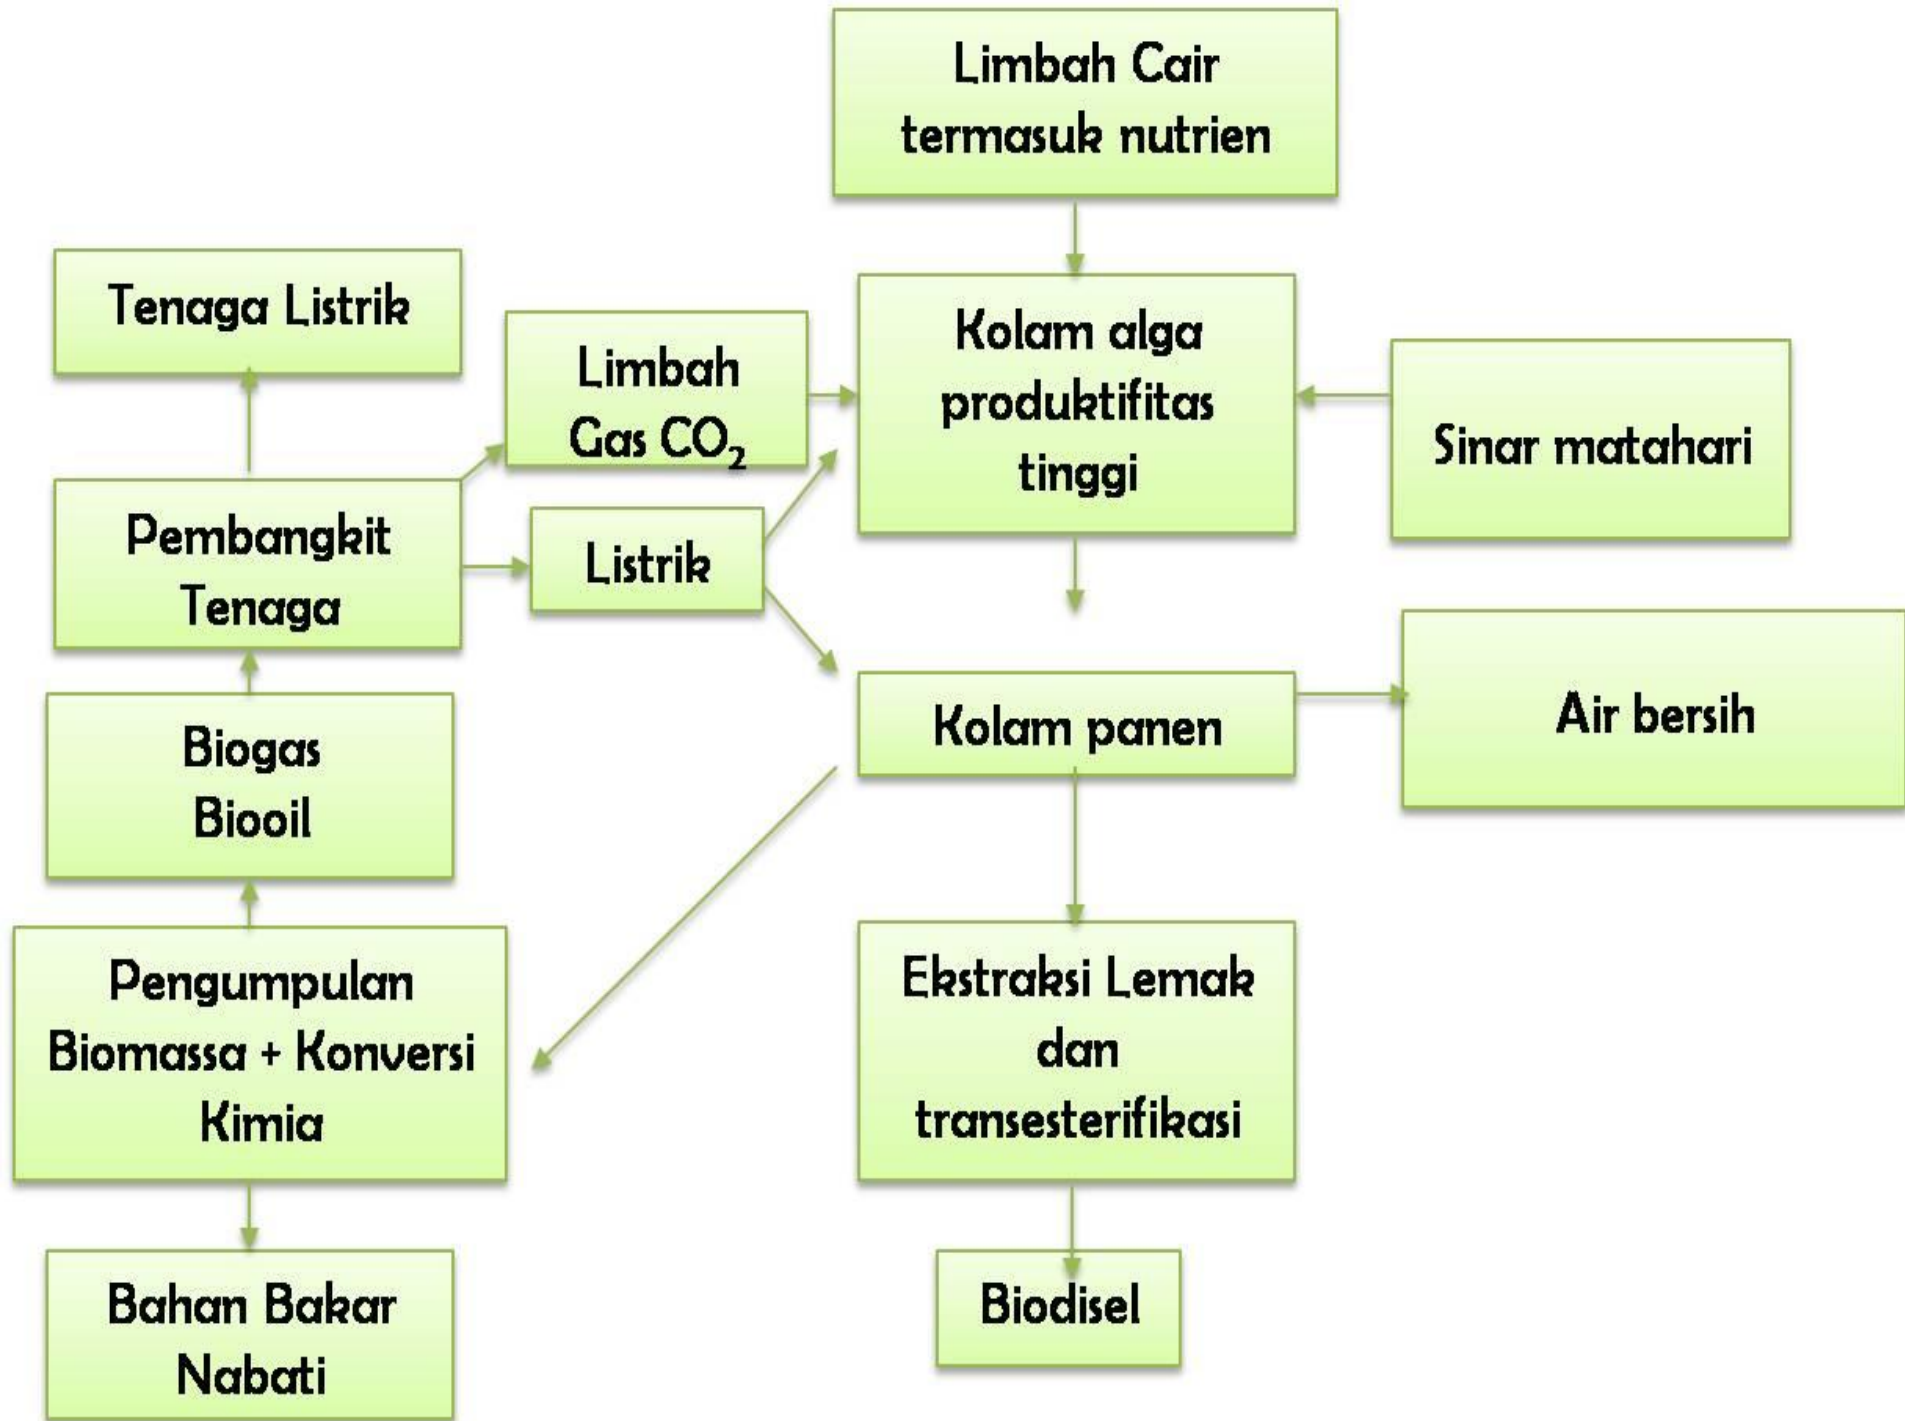 Limbah Cair
termasuk nutrien
Tenaga Listrik
Limbah
Gas CO₂
Kolam alga
produktifitas
tinggi
Sinar matahari
Pembangkit
Tenaga
Listrik
Biogas
Biooil
Kolam panen
Air bersih
Pengumpulan
Biomassa + Konversi
Kimia
Ekstraksi Lemak
dan
transesterifikasi
Bahan Bakar
Nabati
Biodisel